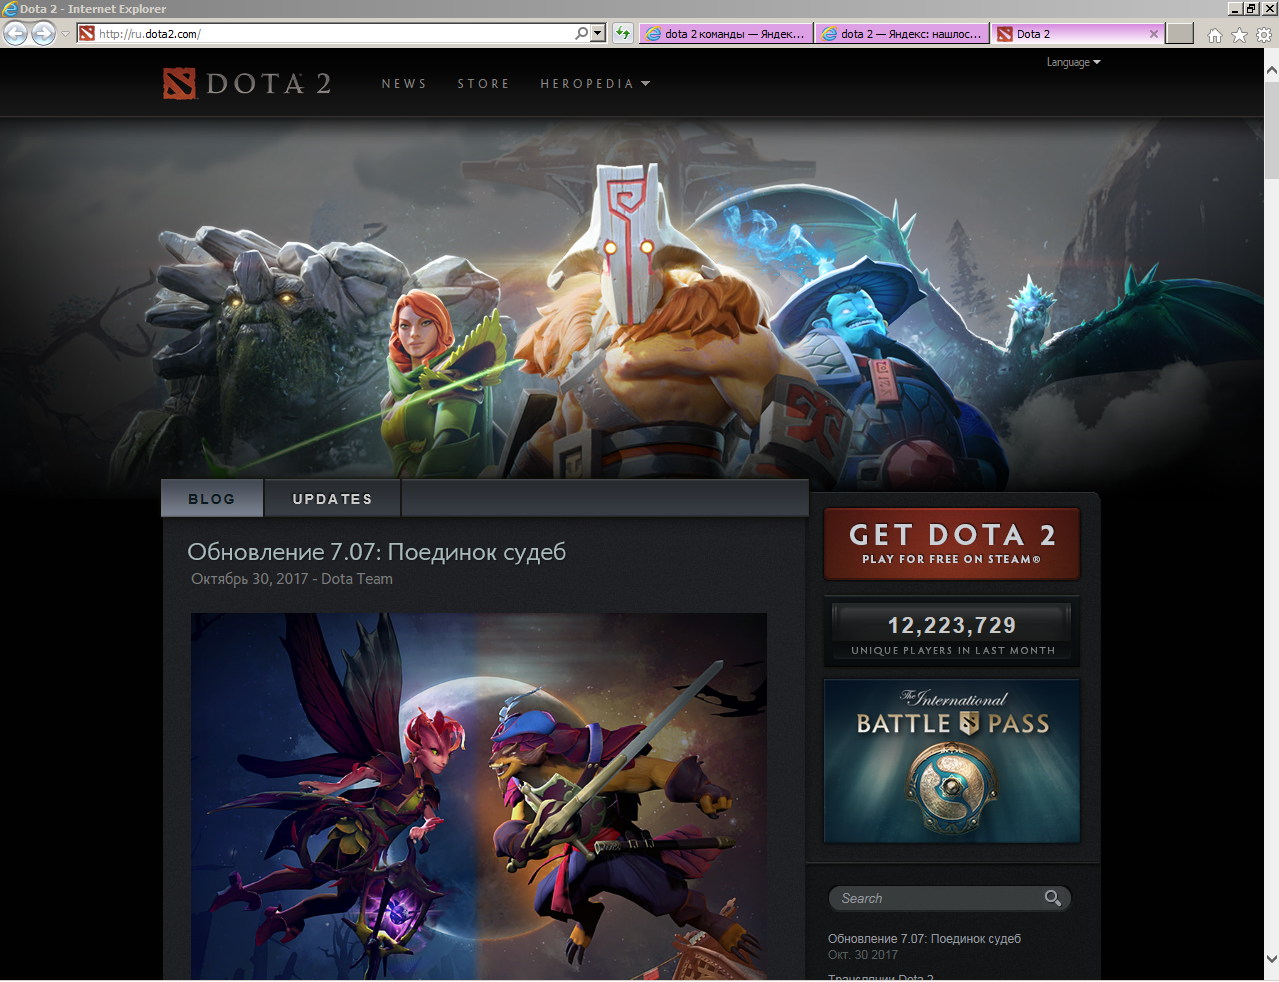 Dota 2 - Internet Explorer
http://ru.dota2.com/
dota 2 команды — Яндек...
dota 2 — Яндекс: нашлос...
Dota 2
Language
DOTA 2
NEWS
STORE
HEROPEDIA
BLOG
UPDATES
Обновление 7.07: Поединок судеб
Октябрь 30, 2017 - Dota Team
GET DOTA 2
PLAY FOR FREE ON STEAM®
12,223,729
UNIQUE PLAYERS IN LAST MONTH
The International
BATTLE PASS
Search
Обновление 7.07: Поединок судеб
Окт. 30 2017
Трансляции Dota 2